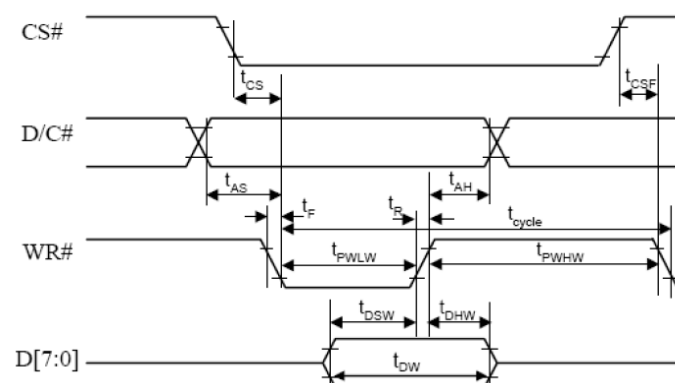 CS#
tCS
tCSF
D/C#
tAS
tAH
tF
tR
tcycle
WR#
tPWLW
tPWHW
tDSW
tDHW
D[7:0]
tDW